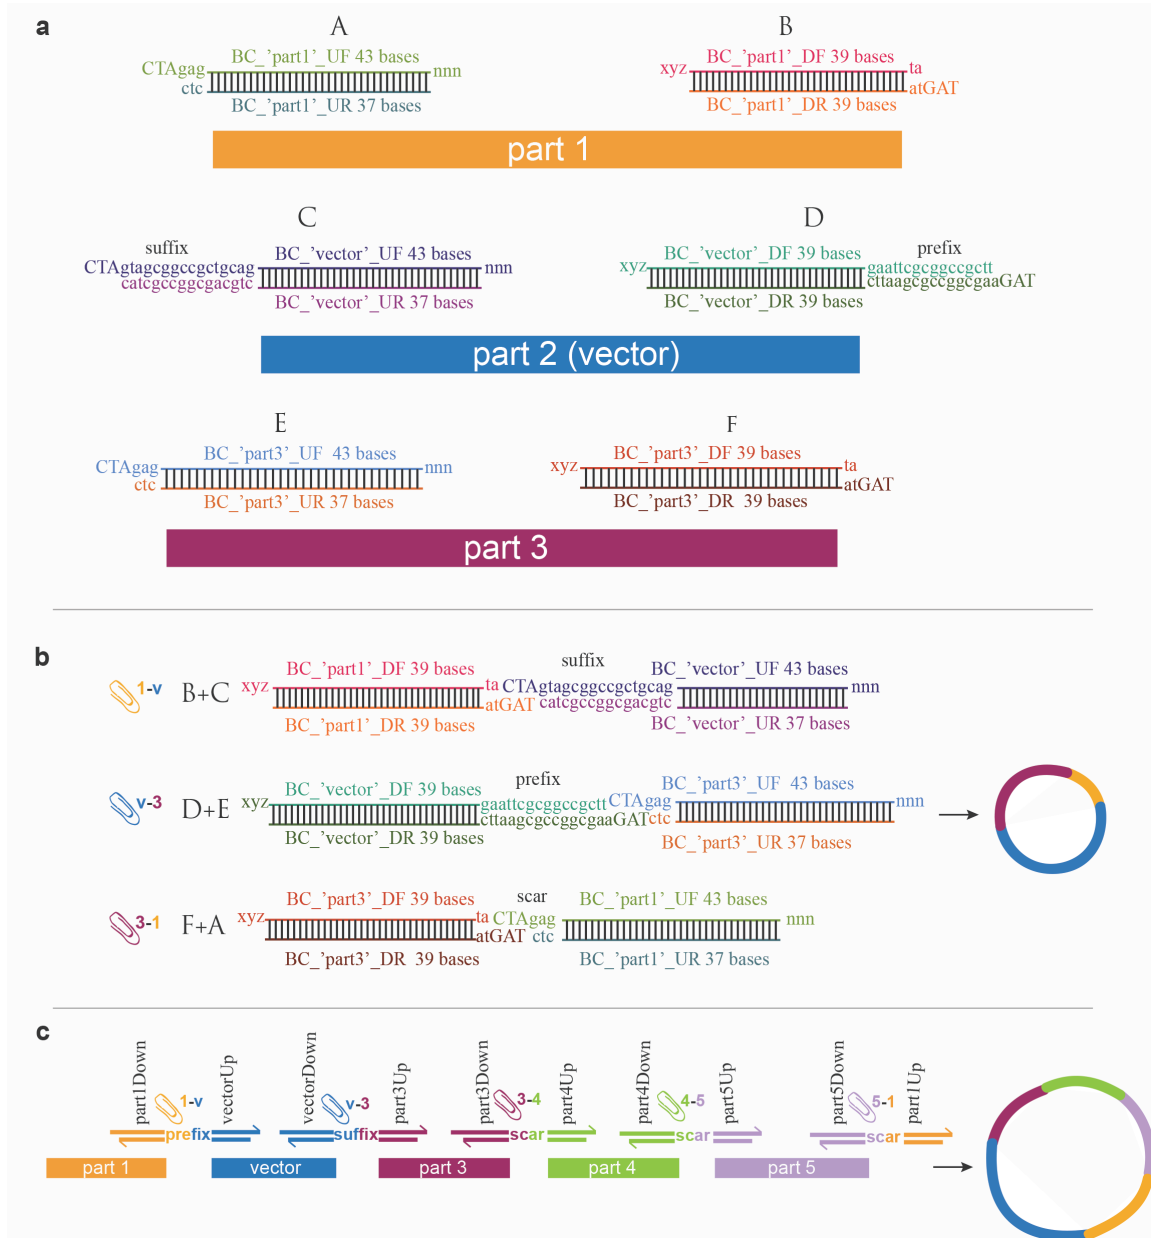 a
A
B
CTAgag BC_’part1’_UF 43 bases nnn
ctc BC_’part1’_UR 37 bases
xyz BC_’part1’_DF 39 bases ta
BC_’part1’_DR 39 bases atGAT
part 1
C
D
suffix
CTAgtagcggccgctgcag BC_’vector’_UF 43 bases nnn
catcgccggcgacgtc BC_’vector’_UR 37 bases
prefix
xyz BC_’vector’_DF 39 bases gaattcgcggccgctt
BC_’vector’_DR 39 bases cttaagcgccggcgaaGAT
part 2 (vector)
E
F
CTAgag BC_’part3’_UF 43 bases nnn
ctc BC_’part3’_UR 37 bases
xyz BC_’part3’_DF 39 bases ta
BC_’part3’_DR 39 bases atGAT
part 3
b
1-v B+C
suffix
xyz BC_’part1’_DF 39 bases ta CTAgtagcggccgctgcag BC_’vector’_UF 43 bases nnn
BC_’part1’_DR 39 bases atGAT catcgccggcgacgtc BC_’vector’_UR 37 bases
v-3 D+E
prefix
xyz BC_’vector’_DF 39 bases gaattcgcggccgctt CTAgag BC_’part3’_UF 43 bases nnn
BC_’vector’_DR 39 bases cttaagcgccggcgaaGATctc BC_’part3’_UR 37 bases
3-1 F+A
scar
xyz BC_’part3’_DF 39 bases ta CTAgag BC_’part1’_UF 43 bases nnn
BC_’part3’_DR 39 bases atGAT ctc BC_’part1’_UR 37 bases
c
part1Down 1-v vectorUp
prefix
vectorDown v-3 part3Up
suffix
part3Down 3-4 part4Up
scar
part4Down 4-5 part5Up
scar
part5Down 5-1 part1Up
scar
part 1 vector part 3 part 4 part 5